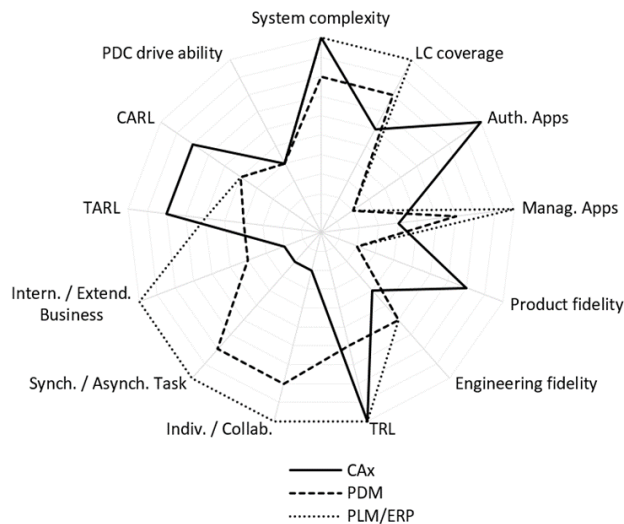 System complexity
PDC drive ability
LC coverage
CARL
Auth. Apps
TARL
Manag. Apps
Intern. / Extend.
Business
Product fidelity
Synch. / Asynch. Task
Engineering fidelity
Indiv. / Collab.
TRL
CAx
PDM
PLM/ERP